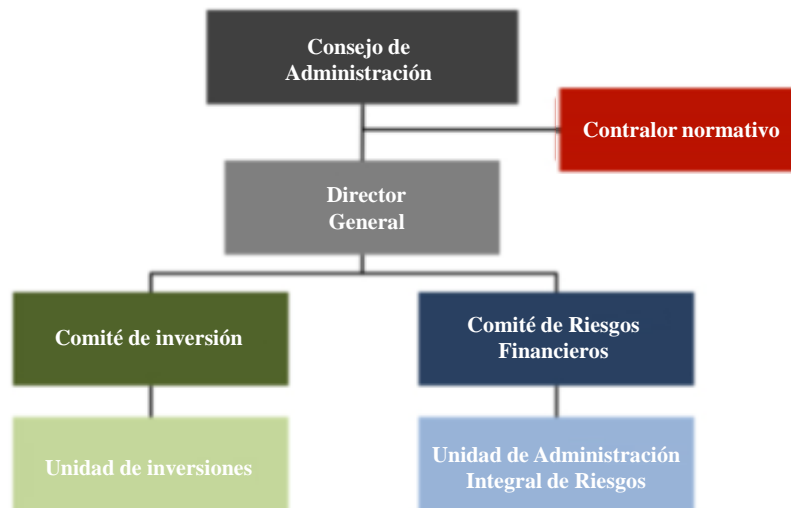 Consejo de
Administración
Contralor normativo
Director
General
Comité de inversión
Comité de Riesgos
Financieros
Unidad de inversiones
Unidad de Administración
Integral de Riesgos